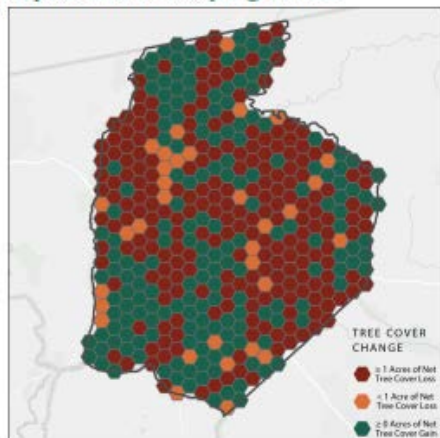 TREE COVER
CHANGE
≥ 1 Acres of Net
Tree Cover Loss
< 1 Acre of Net
Tree Cover Loss
≥ 0 Acres of Net
Tree Cover Gain